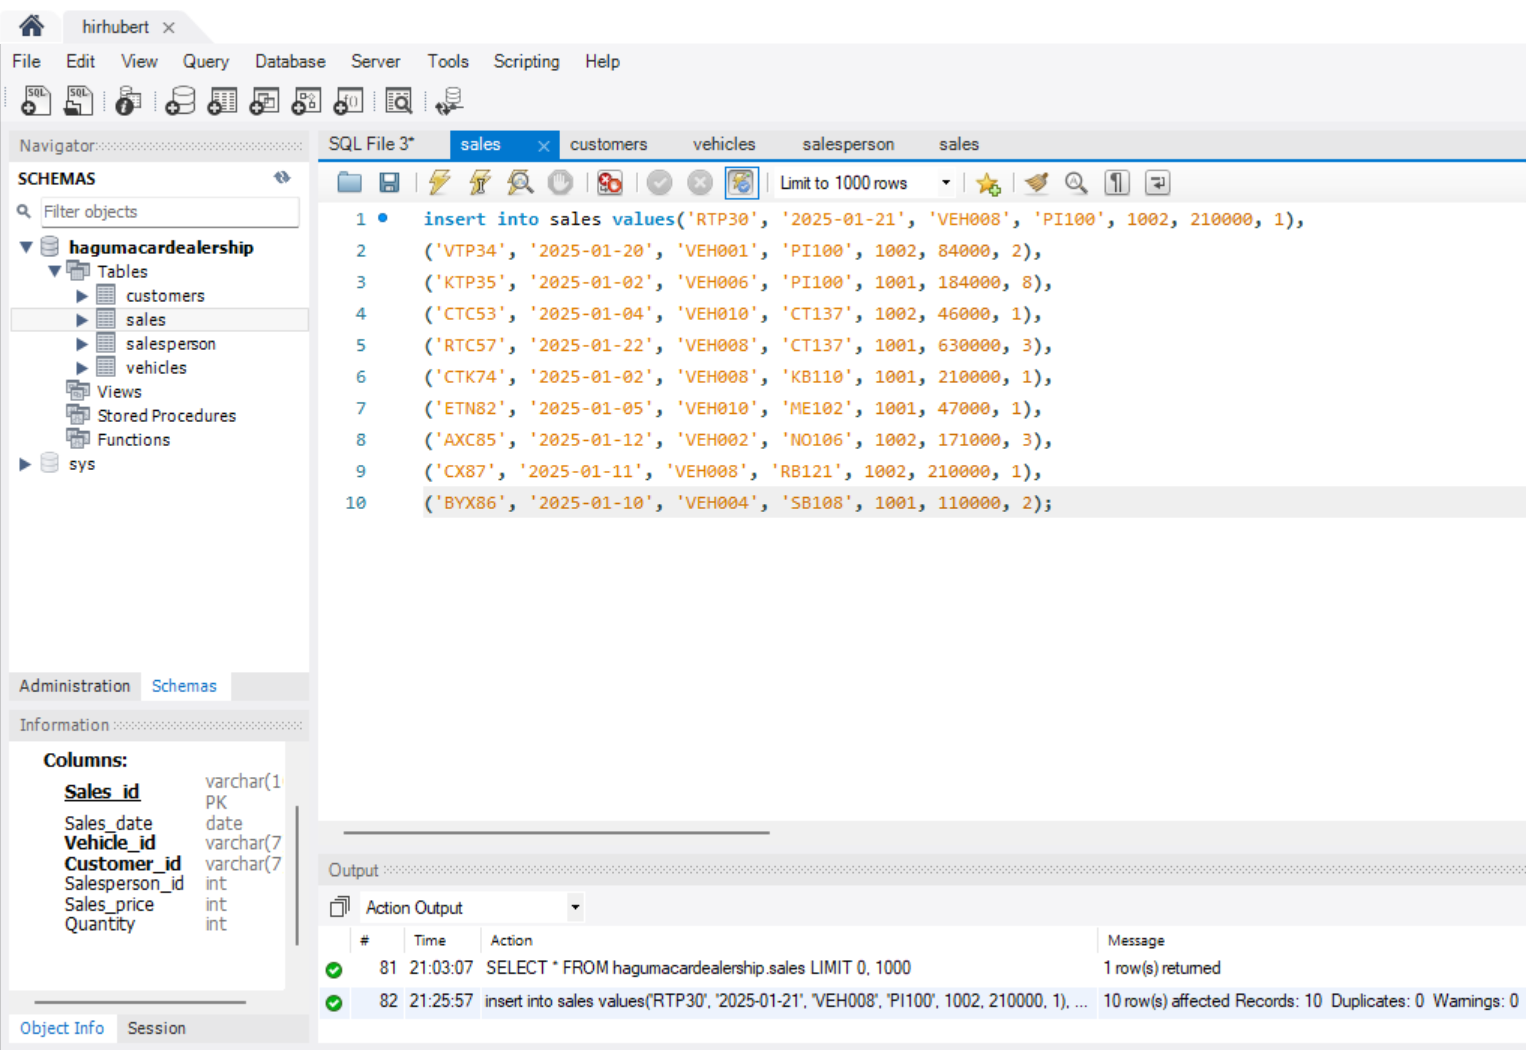 hirhubert
File Edit View Query Database Server Tools Scripting Help
Navigator
SCHEMAS
Filter objects
hagumacardealership
Tables
customers
sales
salesperson
vehicles
Views
Stored Procedures
Functions
sys
Administration Schemas
Information
Columns:
Sales_id varchar(1
PK
Sales_date date
Vehicle_id varchar(7
Customer_id varchar(7
Salesperson_id int
Sales_price int
Quantity int
Object Info Session
SQL File 3* sales customers vehicles salesperson sales
Limit to 1000 rows
1 insert into sales values('RTP30', '2025-01-21', 'VEH008', 'PI100', 1002, 210000, 1),
2 ('VTP34', '2025-01-20', 'VEH001', 'PI100', 1002, 84000, 2),
3 ('KTP35', '2025-01-02', 'VEH006', 'PI100', 1001, 184000, 8),
4 ('CTC53', '2025-01-04', 'VEH010', 'CT137', 1002, 46000, 1),
5 ('RTC57', '2025-01-22', 'VEH008', 'CT137', 1001, 630000, 3),
6 ('CTK74', '2025-01-02', 'VEH008', 'KB110', 1001, 210000, 1),
7 ('ETN82', '2025-01-05', 'VEH010', 'ME102', 1001, 47000, 1),
8 ('AXC85', '2025-01-12', 'VEH002', 'NO106', 1002, 171000, 3),
9 ('CX87', '2025-01-11', 'VEH008', 'RB121', 1002, 210000, 1),
10 ('BYX86', '2025-01-10', 'VEH004', 'SB108', 1001, 110000, 2);
Output
Action Output
# Time Action Message
81 21:03:07 SELECT * FROM hagumacardealership.sales LIMIT 0, 1000 1 row(s) returned
82 21:25:57 insert into sales values('RTP30', '2025-01-21', 'VEH008', 'PI100', 1002, 210000, 1), ... 10 row(s) affected Records: 10 Duplicates: 0 Warnings: 0